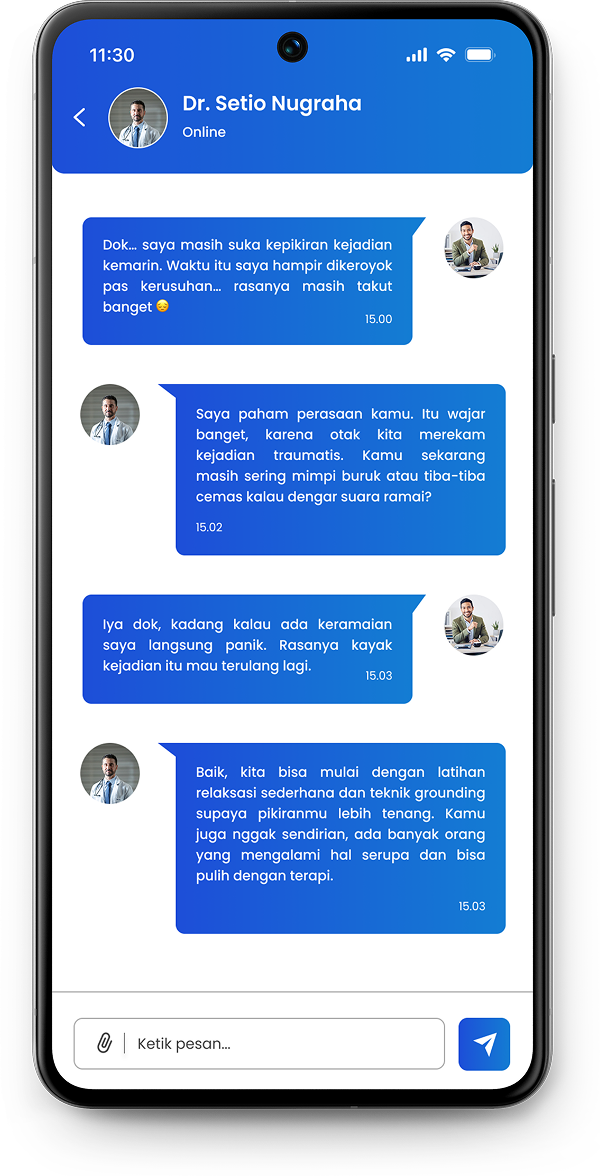 11:30
Dr. Setio Nugraha
Online
Dok... saya masih suka kepikiran kejadian
kemarin. Waktu itu saya hampir dikeroyok
pas kerusuhan... rasanya masih takut
banget 😔
15.00
Saya paham perasaan kamu. Itu wajar
banget, karena otak kita merekam
kejadian traumatis. Kamu sekarang
masih sering mimpi buruk atau tiba-tiba
cemas kalau dengar suara ramai?
15.02
Iya dok, kadang kalau ada keramaian
saya langsung panik. Rasanya kayak
kejadian itu mau terulang lagi.
15.03
Baik, kita bisa mulai dengan latihan
relaksasi sederhana dan teknik grounding
supaya pikiranmu lebih tenang. Kamu
juga nggak sendirian, ada banyak orang
yang mengalami hal serupa dan bisa
pulih dengan terapi.
15.03
Ketik pesan...